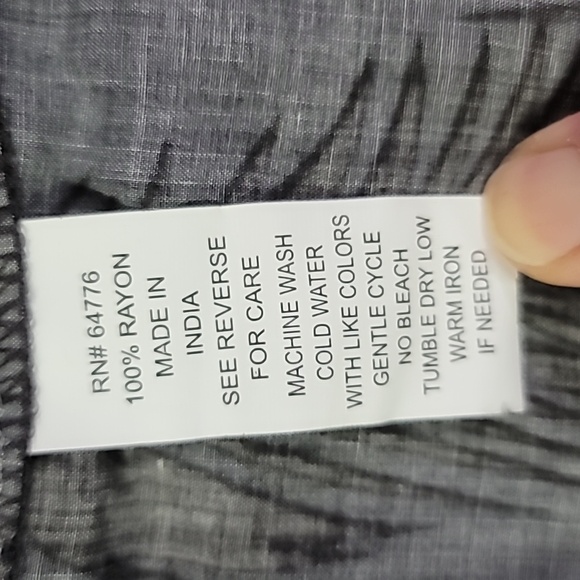 RN# 64776
100% RAYON
MADE IN
INDIA
SEE REVERSE
FOR CARE
MACHINE WASH
COLD WATER
WITH LIKE COLORS
GENTLE CYCLE
NO BLEACH
TUMBLE DRY LOW
WARM IRON
IF NEEDED